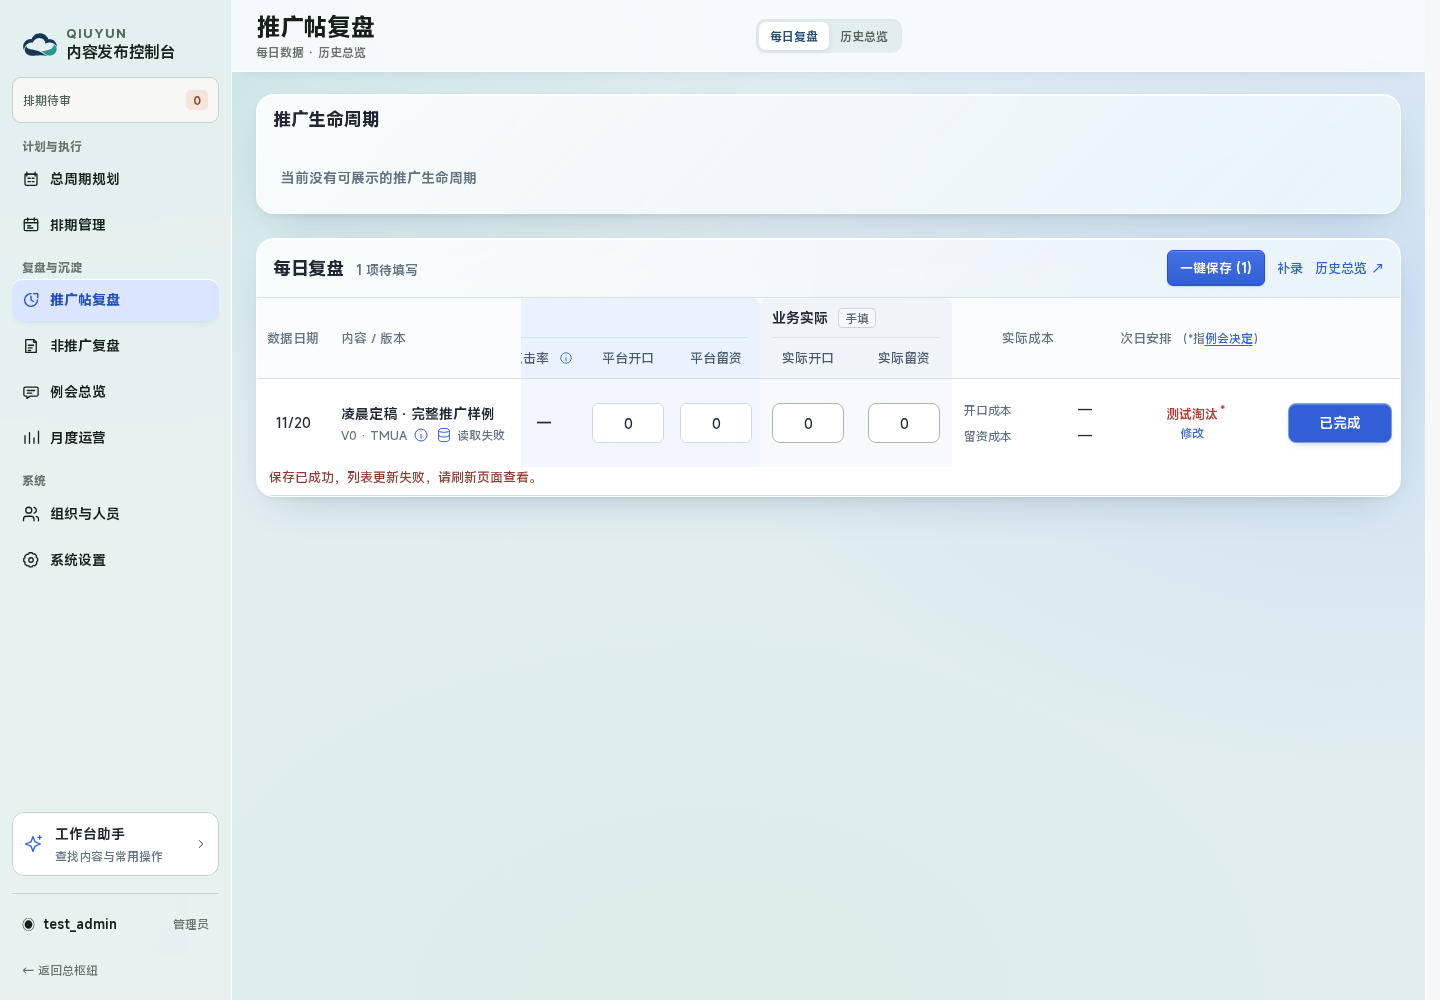 QIUYUN
内容发布控制台
排期待审 0
计划与执行
总周期规划
排期管理
复盘与沉淀
推广帖复盘
非推广复盘
例会总览
月度运营
系统
组织与人员
系统设置
工作台助手
查找内容与常用操作
test_admin 管理员
← 返回总枢纽
推广帖复盘
每日数据 · 历史总览
每日复盘 历史总览
推广生命周期
当前没有可展示的推广生命周期
每日复盘 1 项待填写 一键保存 (1) 补录 历史总览 ↗
业务实际 手填
数据日期 内容 / 版本 击率 平台开口 平台留资 实际开口 实际留资 实际成本 次日安排 (*指例会决定)
11/20
凌晨定稿 · 完整推广样例
V0 · TMUA 读取失败
— 0 0 0 0
开口成本 —
留资成本 —
测试淘汰 *
修改
已完成
保存已成功，列表更新失败，请刷新页面查看。